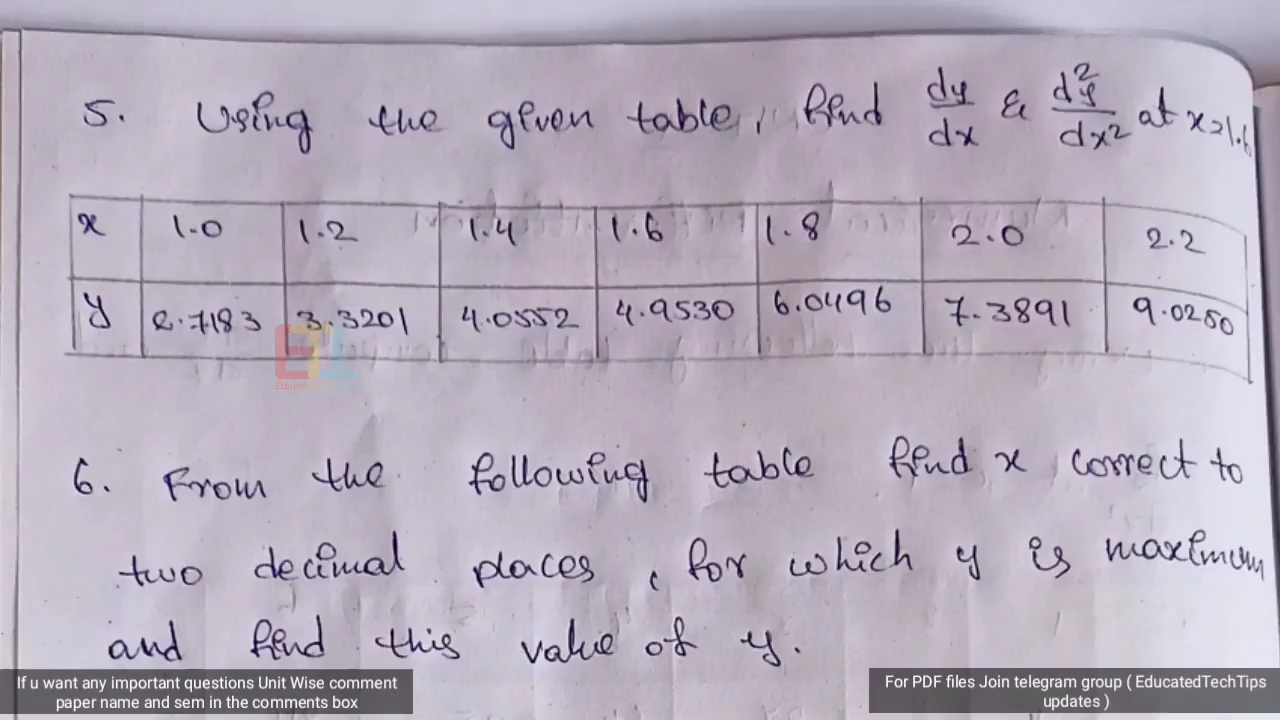 5. Using the given table, find dy/dx & d²y/dx² at x=1.6
x 1.0 1.2 1.4 1.6 1.8 2.0 2.2
y 2.7183 3.3201 4.0552 4.9530 6.0496 7.3891 9.0250
6. From the following table find x correct to
two decimal places, for which y is maximum
and find this value of y.
If u want any important questions Unit Wise comment
paper name and sem in the comments box
For PDF files Join telegram group ( EducatedTechTips
updates )